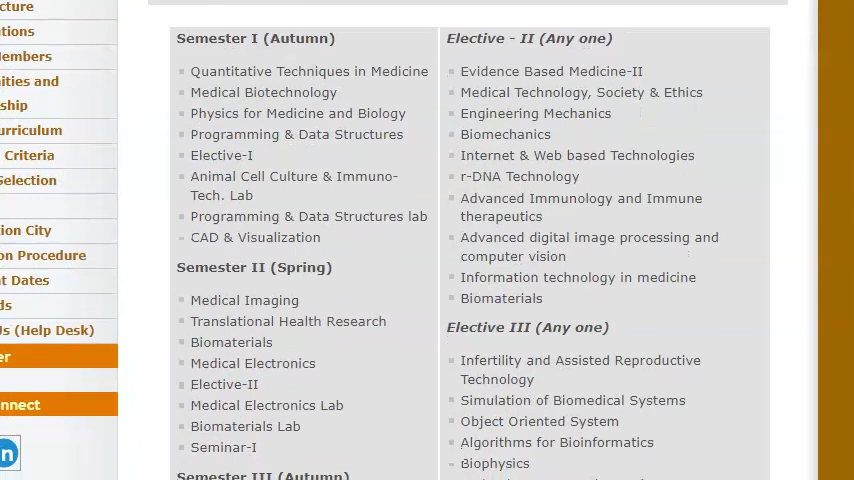 cture
tions
Members
ities and
ship
urriculum
Criteria
Selection
ion City
on Procedure
t Dates
ds
Us (Help Desk)
er
nnect
in
Semester I (Autumn)
Quantitative Techniques in Medicine
Medical Biotechnology
Physics for Medicine and Biology
Programming & Data Structures
Elective-I
Animal Cell Culture & Immuno-
Tech. Lab
Programming & Data Structures lab
CAD & Visualization
Semester II (Spring)
Medical Imaging
Translational Health Research
Biomaterials
Medical Electronics
Elective-II
Medical Electronics Lab
Biomaterials Lab
Seminar-I
Semester III (Autumn)
Elective - II (Any one)
Evidence Based Medicine-II
Medical Technology, Society & Ethics
Engineering Mechanics
Biomechanics
Internet & Web based Technologies
r-DNA Technology
Advanced Immunology and Immune
therapeutics
Advanced digital image processing and
computer vision
Information technology in medicine
Biomaterials
Elective III (Any one)
Infertility and Assisted Reproductive
Technology
Simulation of Biomedical Systems
Object Oriented System
Algorithms for Bioinformatics
Biophysics